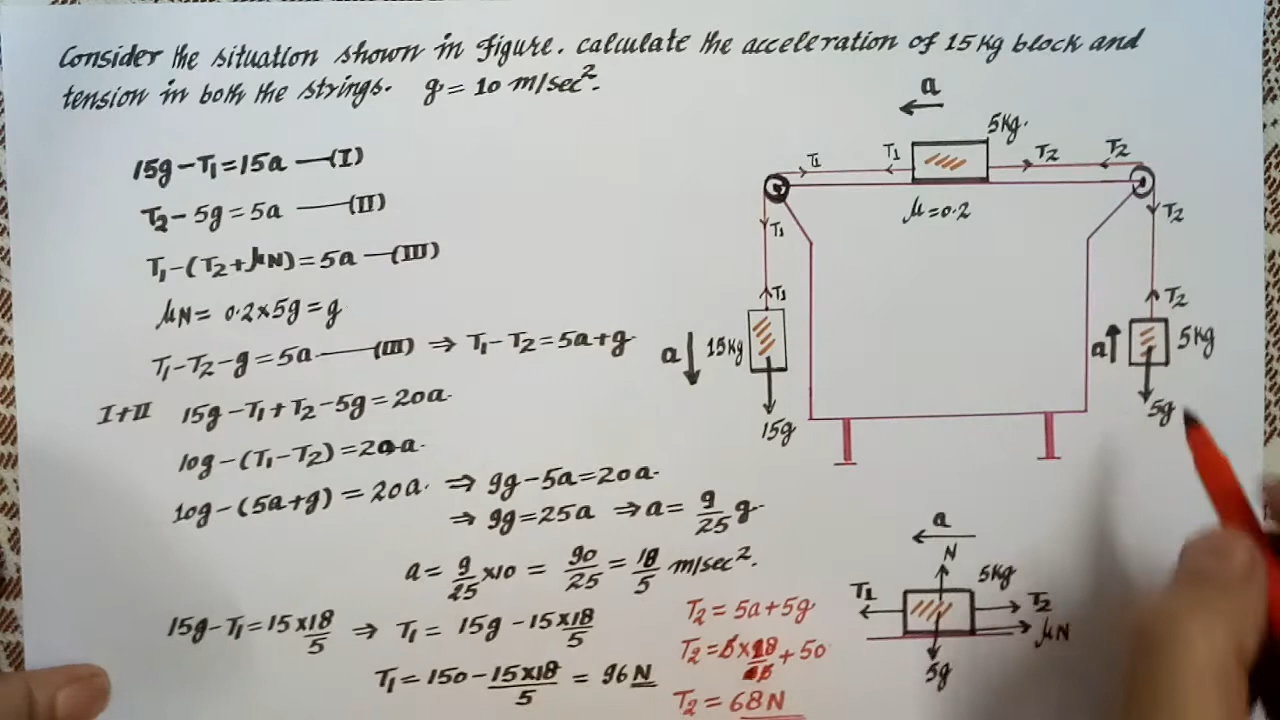 Consider the situation shown in figure. calculate the acceleration of 15 Kg block and
tension in both the strings. g = 10 m/sec².
15g - T₁ = 15a —(I)
T₂ - 5g = 5a —(II)
T₁ - (T₂ + μN) = 5a —(III)
μN = 0.2 × 5g = g
T₁ - T₂ - g = 5a —(III) ⇒ T₁ - T₂ = 5a + g
I + II 15g - T₁ + T₂ - 5g = 20a
10g - (T₁ - T₂) = 20a
10g - (5a + g) = 20a ⇒ 9g - 5a = 20a
⇒ 9g = 25a ⇒ a = 9/25 g
a = 9/25 × 10 = 90/25 = 18/5 m/sec².
15g - T₁ = 15 × 18/5 ⇒ T₁ = 15g - 15×18/5
T₁ = 150 - 15×18/5 = 96 N
T₂ = 5a + 5g
T₂ = 5 × 18/5 + 50
T₂ = 68 N
a
5Kg.
T₁ T₁ T₂ T₂
μ = 0.2
T₁ T₂
T₁ T₂
a 15Kg a 5Kg
15g 5g
a
N
5Kg
T₁ T₂
μN
5g